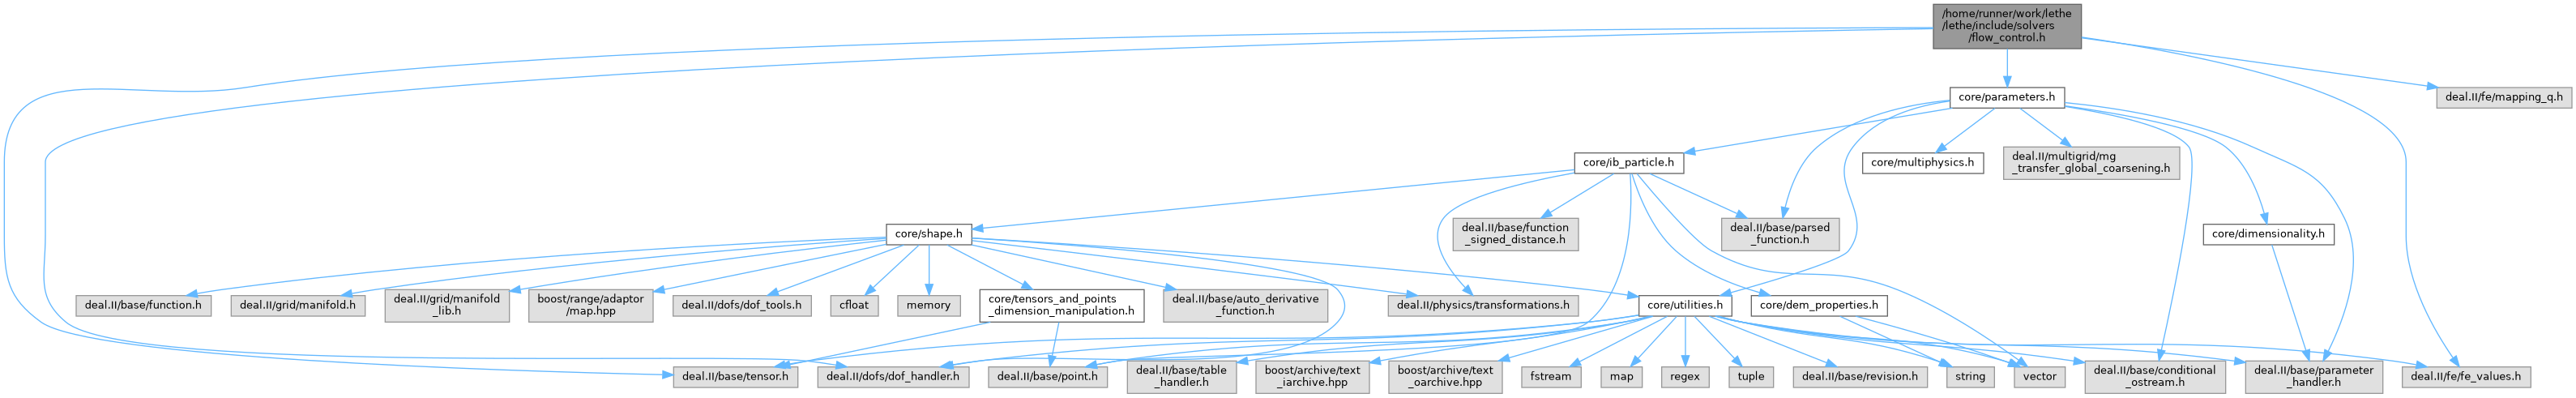 /home/runner/work/lethe
/lethe/include/solvers
/flow_control.h
core/parameters.h
deal.II/fe/mapping_q.h
core/ib_particle.h
core/multiphysics.h
deal.II/multigrid/mg
_transfer_global_coarsening.h
core/shape.h
deal.II/base/function
_signed_distance.h
deal.II/base/parsed
_function.h
core/dimensionality.h
deal.II/base/function.h
deal.II/grid/manifold.h
deal.II/grid/manifold
_lib.h
boost/range/adaptor
/map.hpp
deal.II/dofs/dof_tools.h
cfloat
memory
core/tensors_and_points
_dimension_manipulation.h
deal.II/base/auto_derivative
_function.h
deal.II/physics/transformations.h
core/utilities.h
core/dem_properties.h
deal.II/base/tensor.h
deal.II/dofs/dof_handler.h
deal.II/base/point.h
deal.II/base/table
_handler.h
boost/archive/text
_iarchive.hpp
boost/archive/text
_oarchive.hpp
fstream
map
regex
tuple
deal.II/base/revision.h
string
vector
deal.II/base/conditional
_ostream.h
deal.II/base/parameter
_handler.h
deal.II/fe/fe_values.h